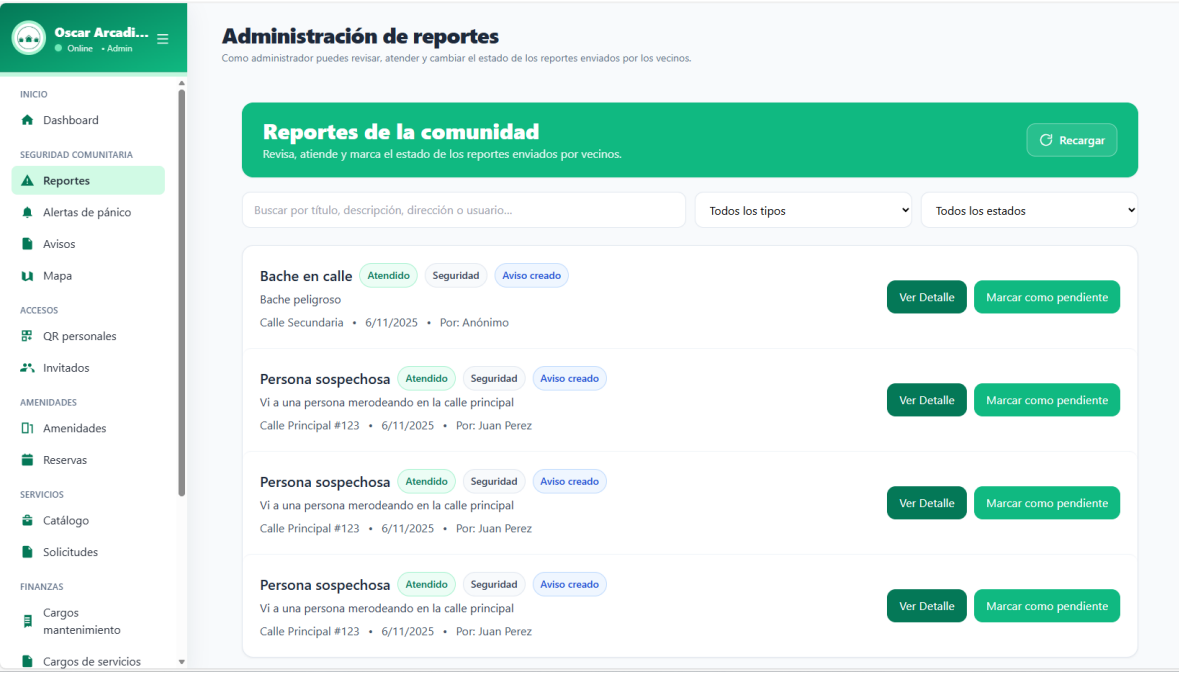 Oscar Arcadi...
Online • Admin
INICIO
Dashboard
SEGURIDAD COMUNITARIA
Reportes
Alertas de pánico
Avisos
Mapa
ACCESOS
QR personales
Invitados
AMENIDADES
Amenidades
Reservas
SERVICIOS
Catálogo
Solicitudes
FINANZAS
Cargos
mantenimiento
Cargos de servicios
Administración de reportes
Como administrador puedes revisar, atender y cambiar el estado de los reportes enviados por los vecinos.
Reportes de la comunidad
Revisa, atiende y marca el estado de los reportes enviados por vecinos.
Recargar
Buscar por título, descripción, dirección o usuario...
Todos los tipos
Todos los estados
Bache en calle Atendido Seguridad Aviso creado
Bache peligroso
Calle Secundaria • 6/11/2025 • Por: Anónimo
Ver Detalle Marcar como pendiente
Persona sospechosa Atendido Seguridad Aviso creado
Vi a una persona merodeando en la calle principal
Calle Principal #123 • 6/11/2025 • Por: Juan Perez
Ver Detalle Marcar como pendiente
Persona sospechosa Atendido Seguridad Aviso creado
Vi a una persona merodeando en la calle principal
Calle Principal #123 • 6/11/2025 • Por: Juan Perez
Ver Detalle Marcar como pendiente
Persona sospechosa Atendido Seguridad Aviso creado
Vi a una persona merodeando en la calle principal
Calle Principal #123 • 6/11/2025 • Por: Juan Perez
Ver Detalle Marcar como pendiente